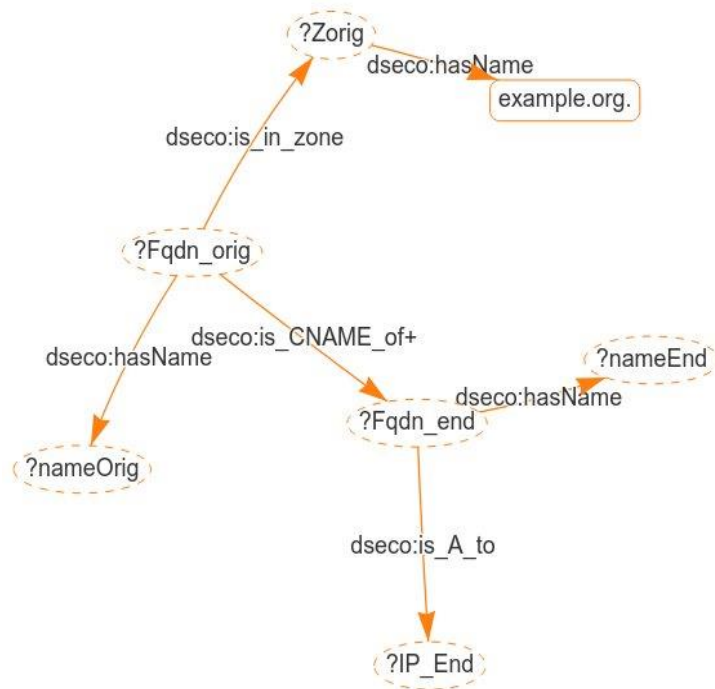 ?Zorig
dseco:hasName
example.org.
dseco:is_in_zone
?Fqdn_orig
dseco:is_CNAME_of+
dseco:hasName
?nameEnd
dseco:hasName
?Fqdn_end
?nameOrig
dseco:is_A_to
?IP_End